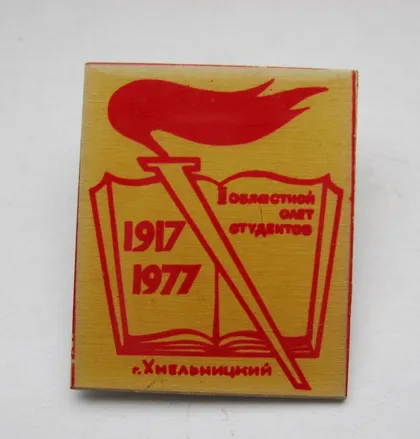 1917
1977
I ОБЛАСТНОЙ
СЛЕТ
СТУДЕНТОВ
г. ХМЕЛЬНИЦКИЙ